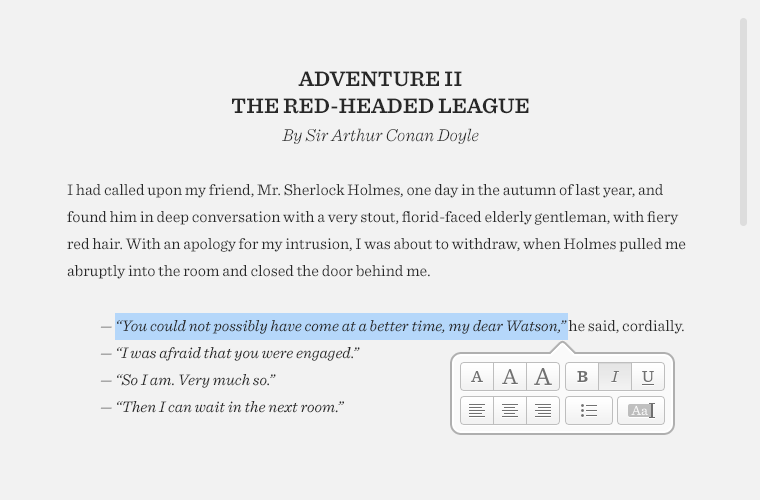 ADVENTURE II
THE RED-HEADED LEAGUE
By Sir Arthur Conan Doyle
I had called upon my friend, Mr. Sherlock Holmes, one day in the autumn of last year, and
found him in deep conversation with a very stout, florid-faced elderly gentleman, with fiery
red hair. With an apology for my intrusion, I was about to withdraw, when Holmes pulled me
abruptly into the room and closed the door behind me.
— “You could not possibly have come at a better time, my dear Watson,” he said, cordially.
— “I was afraid that you were engaged.”
— “So I am. Very much so.”
— “Then I can wait in the next room.”
A A A B I U
Aa